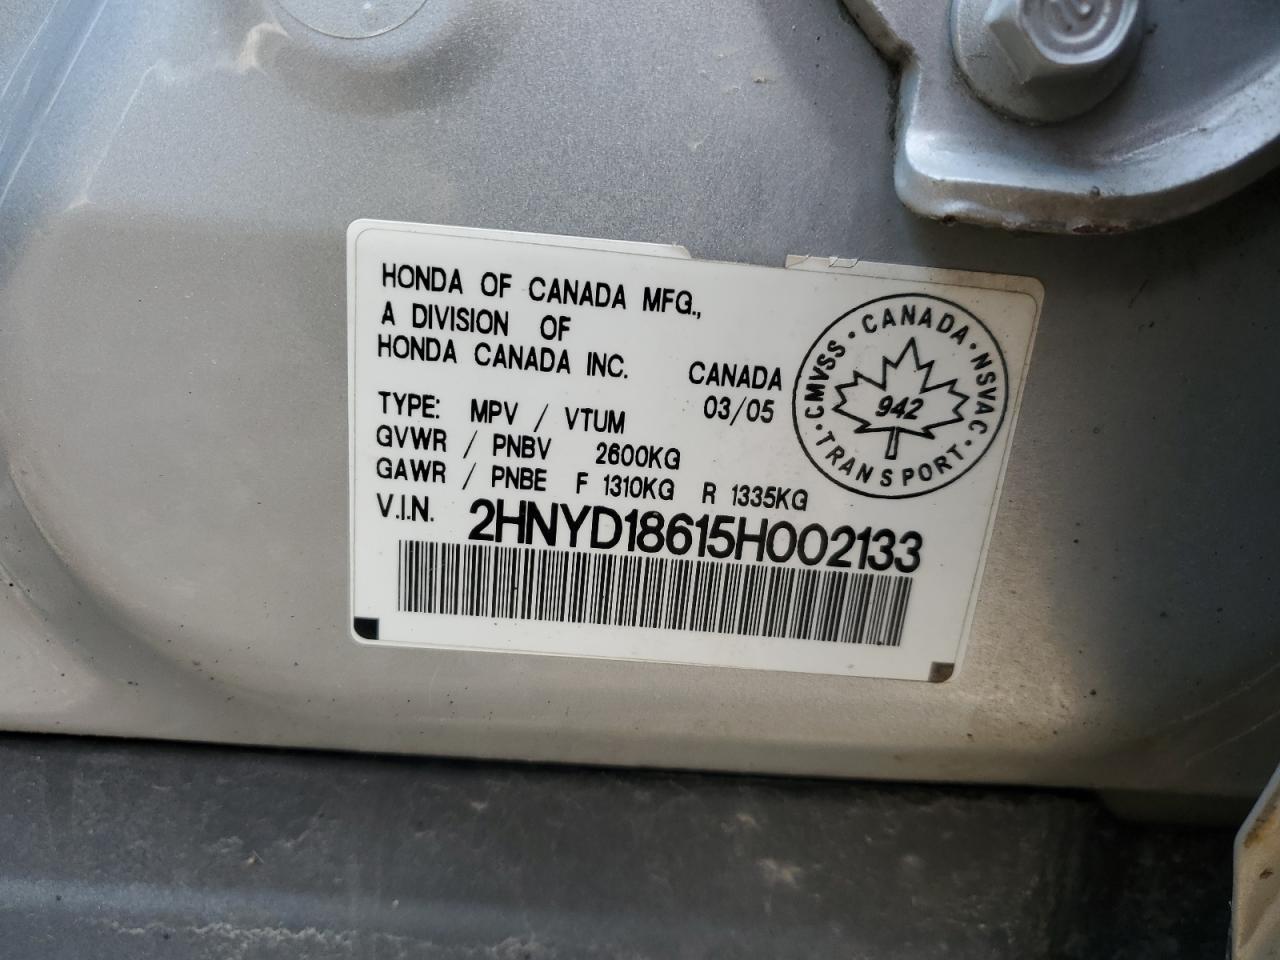 HONDA OF CANADA MFG.,
A DIVISION OF
HONDA CANADA INC.
CANADA
03/05
TYPE: MPV / VTUM
GVWR / PNBV 2600KG
GAWR / PNBE F 1310KG R 1335KG
V.I.N. 2HNYD18615H002133
CMVSS · CANADA · NSVAC · TRANSPORT ·
942